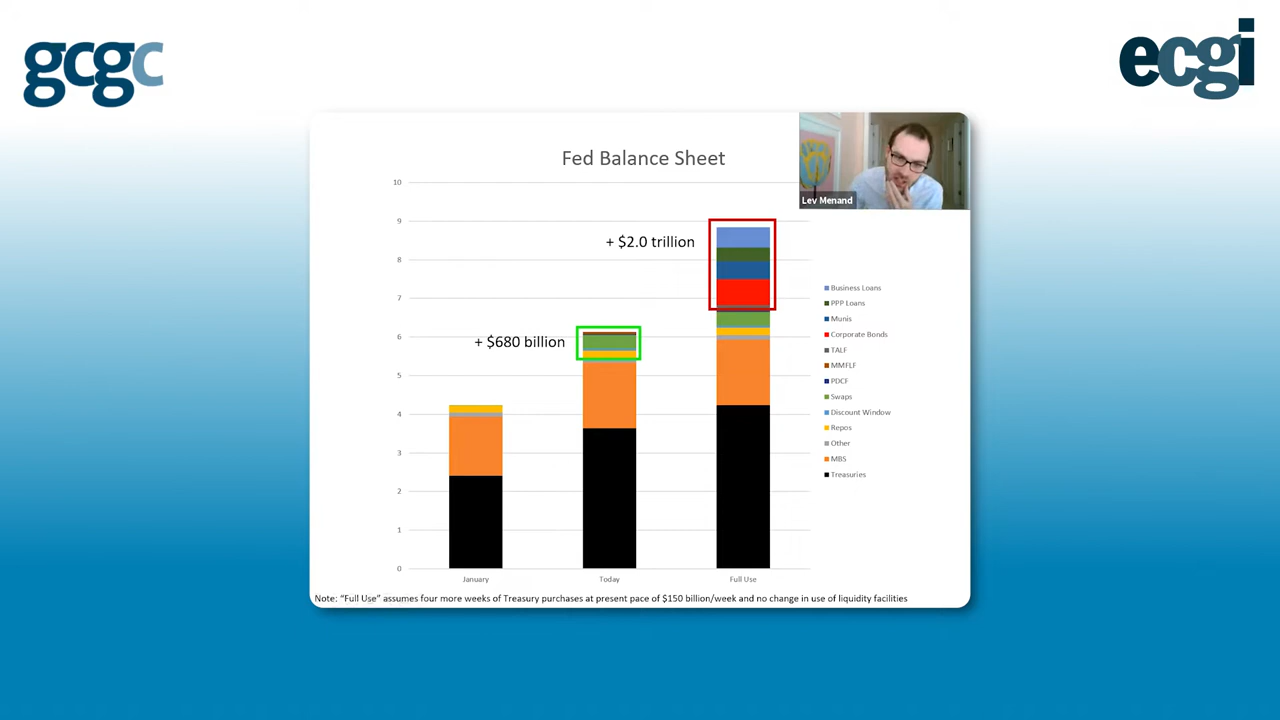 gcgc
ecgi
Fed Balance Sheet
Lev Menand
10
9
8
7
6
5
4
3
2
1
0
+ $2.0 trillion
+ $680 billion
Business Loans
PPP Loans
Munis
Corporate Bonds
TALF
MMFLF
PDCF
Swaps
Discount Window
Repos
Other
MBS
Treasuries
January
Today
Full Use
Note: “Full Use” assumes four more weeks of Treasury purchases at present pace of $150 billion/week and no change in use of liquidity facilities